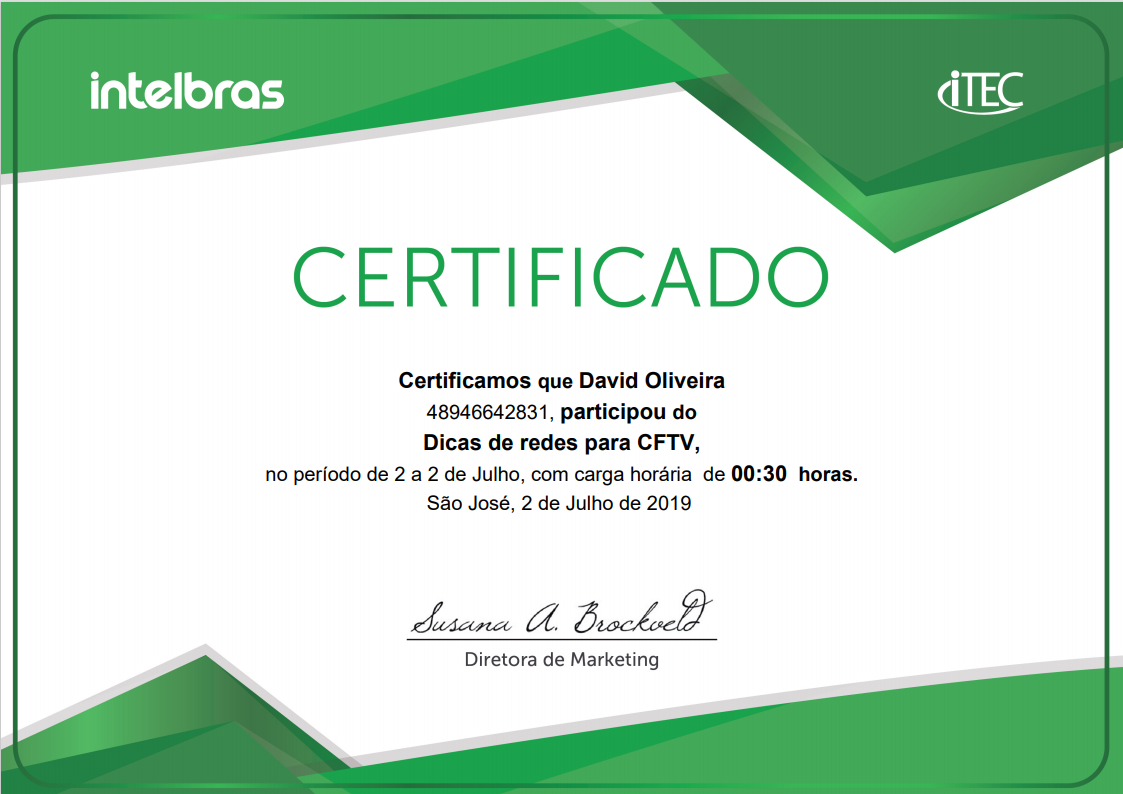 intelbras
iTEC
CERTIFICADO
Certificamos que David Oliveira
48946642831, participou do
Dicas de redes para CFTV,
no período de 2 a 2 de Julho, com carga horária de 00:30 horas.
São José, 2 de Julho de 2019
Susana A. Brockveld
Diretora de Marketing